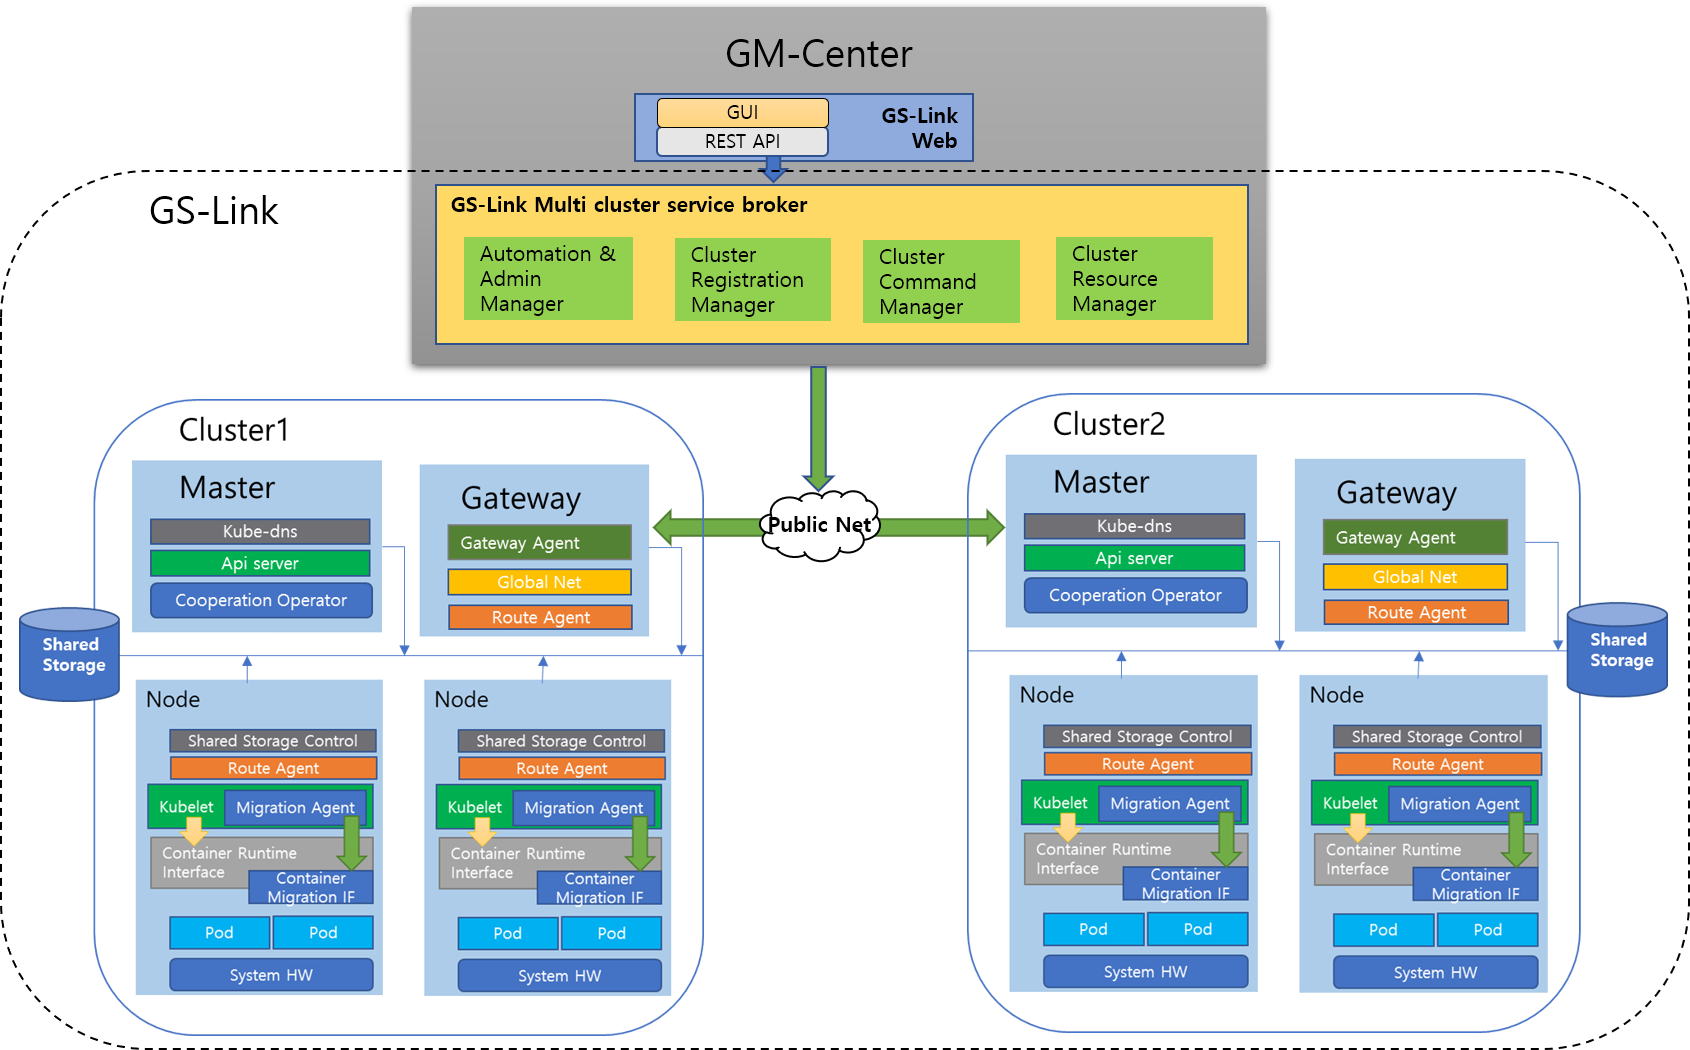 GM-Center
GUI
REST API
GS-Link
Web
GS-Link
GS-Link Multi cluster service broker
Automation &
Admin
Manager
Cluster
Registration
Manager
Cluster
Command
Manager
Cluster
Resource
Manager
Public Net
Cluster1
Master
Kube-dns
Api server
Cooperation Operator
Gateway
Gateway Agent
Global Net
Route Agent
Shared
Storage
Node
Shared Storage Control
Route Agent
Kubelet
Migration Agent
Container Runtime
Interface
Container
Migration IF
Pod
Pod
System HW
Node
Shared Storage Control
Route Agent
Kubelet
Migration Agent
Container Runtime
Interface
Container
Migration IF
Pod
Pod
System HW
Cluster2
Master
Kube-dns
Api server
Cooperation Operator
Gateway
Gateway Agent
Global Net
Route Agent
Shared
Storage
Node
Shared Storage Control
Route Agent
Kubelet
Migration Agent
Container Runtime
Interface
Container
Migration IF
Pod
Pod
System HW
Node
Shared Storage Control
Route Agent
Kubelet
Migration Agent
Container Runtime
Interface
Container
Migration IF
Pod
Pod
System HW